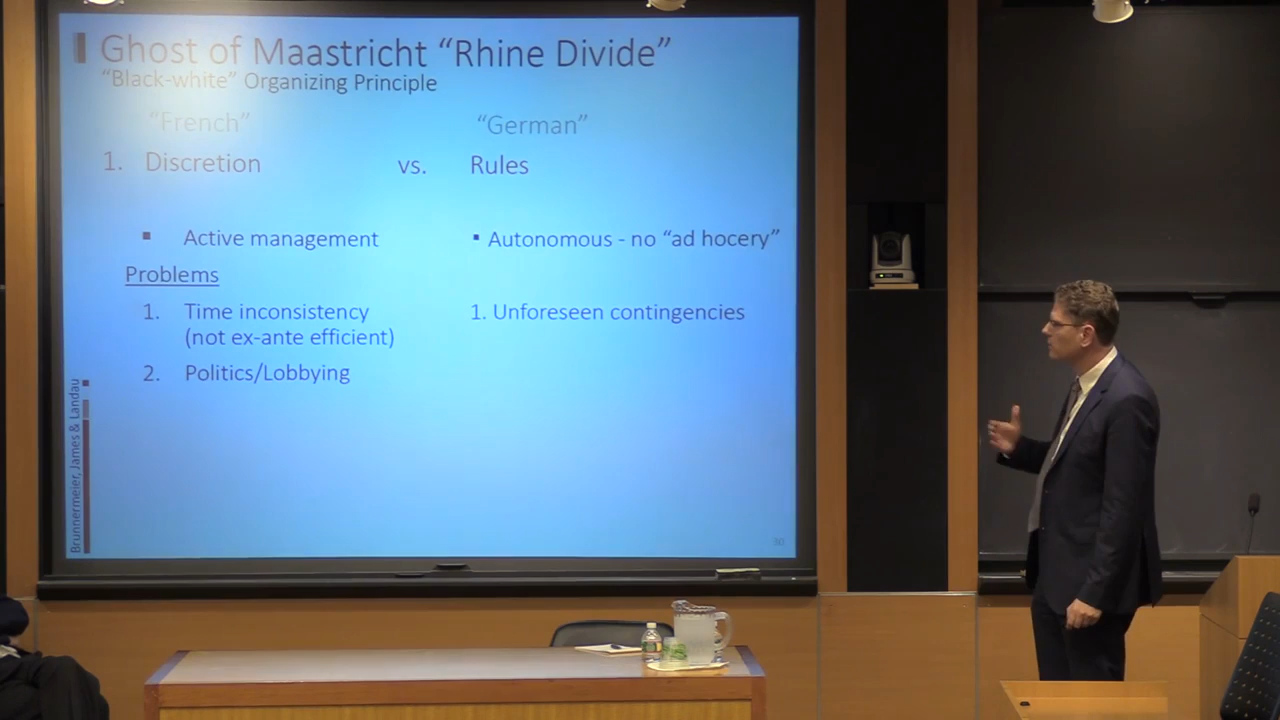 Ghost of Maastricht “Rhine Divide”
“Black-white” Organizing Principle
“French” “German”
1. Discretion vs. Rules
▪ Active management ▪ Autonomous - no “ad hocery”
Problems
1. Time inconsistency 1. Unforeseen contingencies
(not ex-ante efficient)
2. Politics/Lobbying
Brunnermeier, James & Landau
30